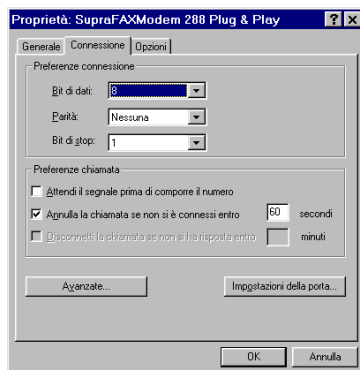 Proprietà: SupraFAXModem 288 Plug & Play
Generale Connessione Opzioni
Preferenze connessione
Bit di dati: 8
Parità: Nessuna
Bit di stop: 1
Preferenze chiamata
Attendi il segnale prima di comporre il numero
Annulla la chiamata se non si è connessi entro 60 secondi
Disconnetti la chiamata se non si ha risposta entro minuti
Avanzate... Impostazioni della porta...
OK Annulla